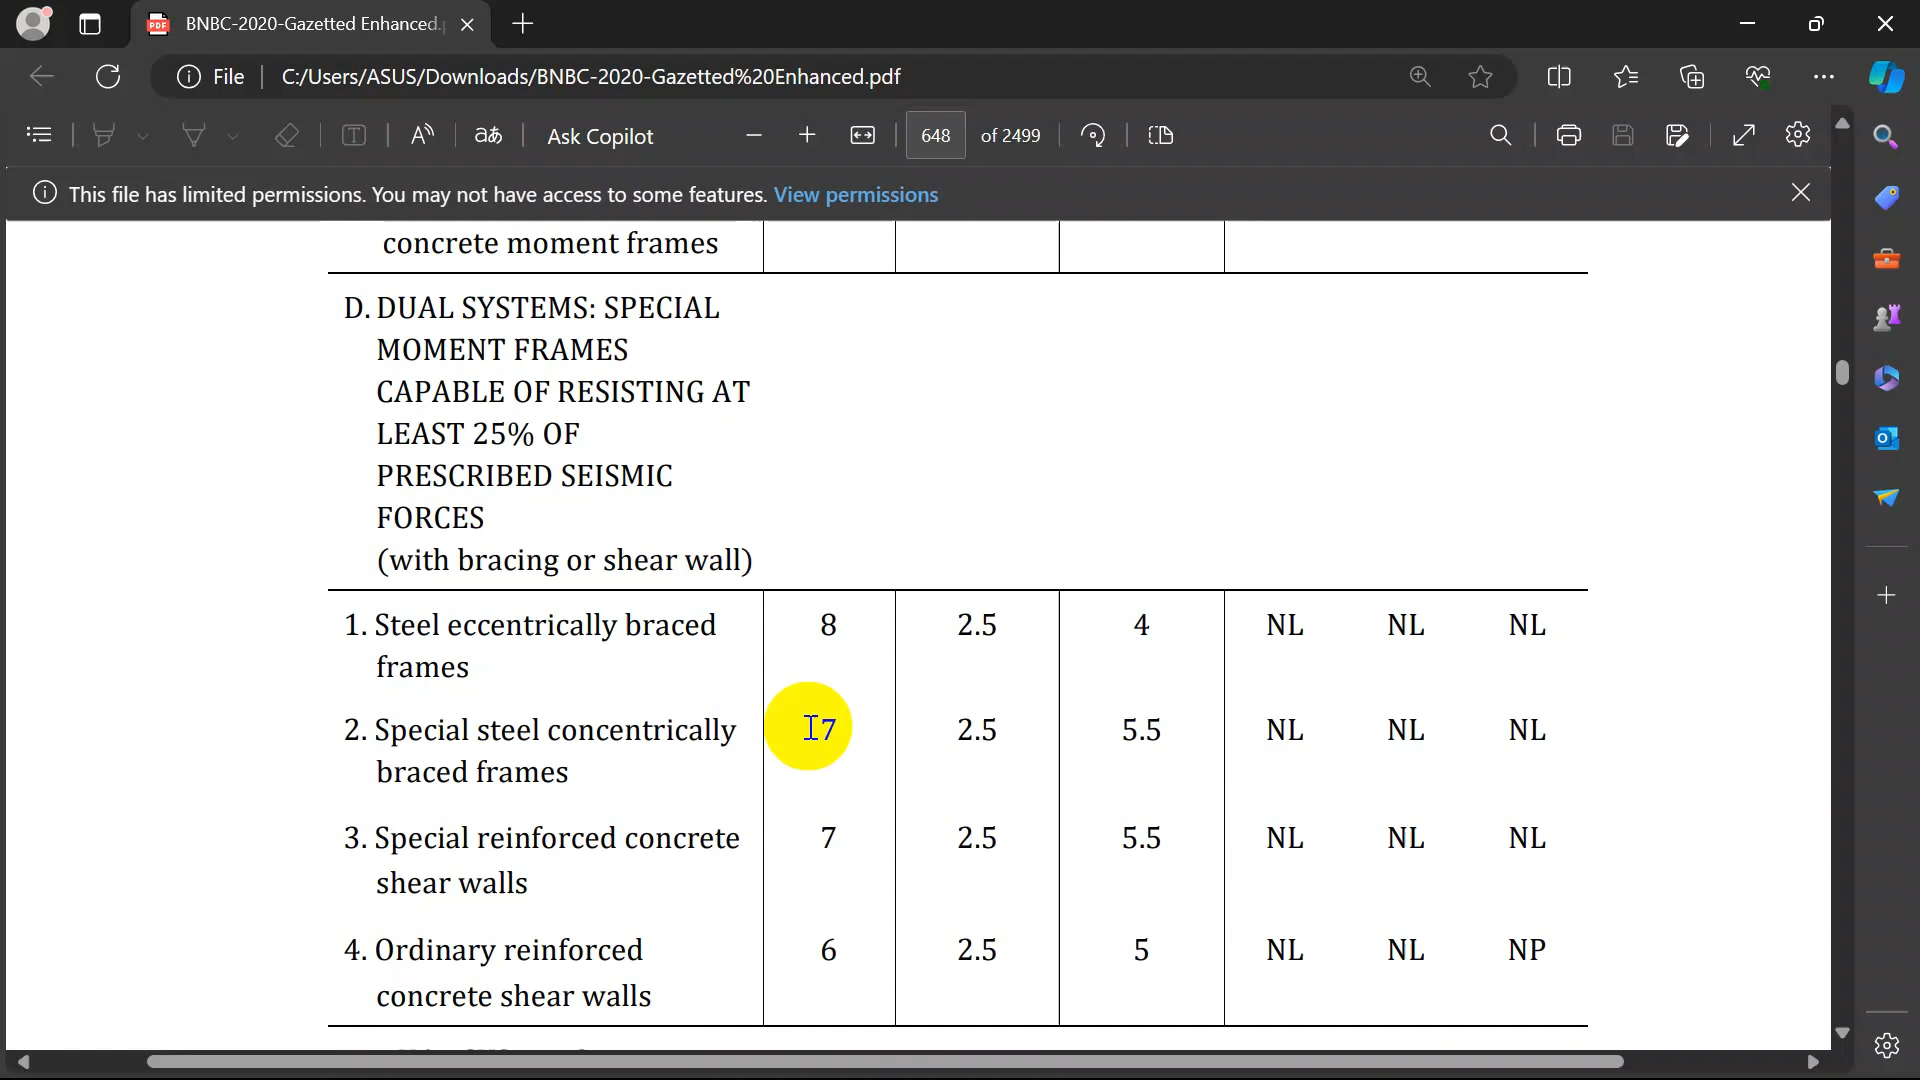 BNBC-2020-Gazetted Enhanced.
File C:/Users/ASUS/Downloads/BNBC-2020-Gazetted%20Enhanced.pdf
Ask Copilot 648 of 2499
This file has limited permissions. You may not have access to some features. View permissions
concrete moment frames
D. DUAL SYSTEMS: SPECIAL
MOMENT FRAMES
CAPABLE OF RESISTING AT
LEAST 25% OF
PRESCRIBED SEISMIC
FORCES
(with bracing or shear wall)
1. Steel eccentrically braced 8 2.5 4 NL NL NL
frames
2. Special steel concentrically 7 2.5 5.5 NL NL NL
braced frames
3. Special reinforced concrete 7 2.5 5.5 NL NL NL
shear walls
4. Ordinary reinforced 6 2.5 5 NL NL NP
concrete shear walls